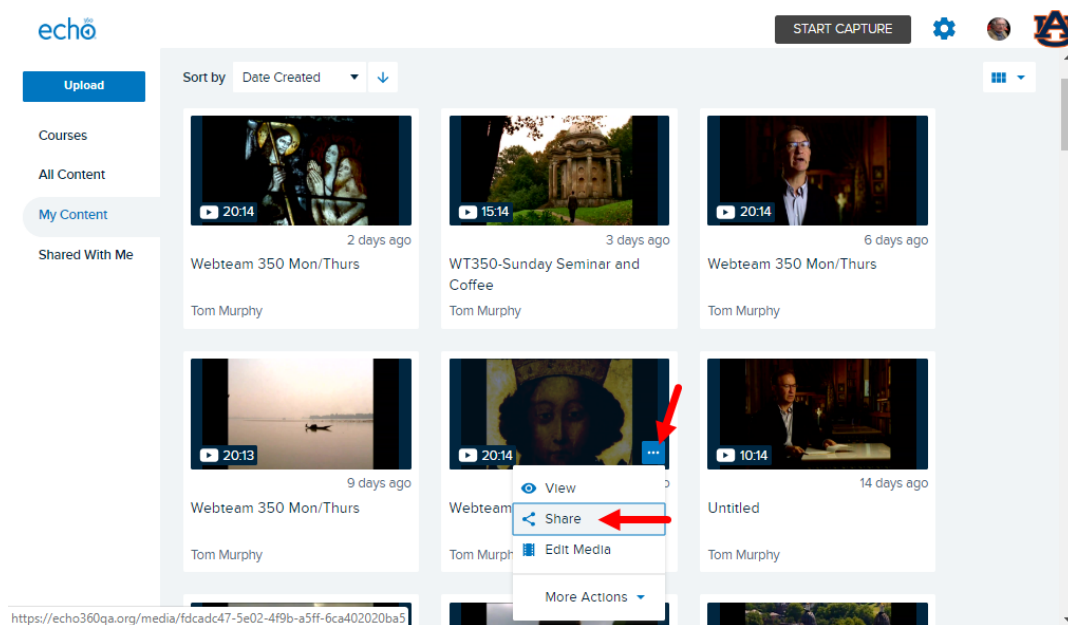 echo
360
START CAPTURE
AU
Upload
Sort by Date Created
Courses
All Content
My Content
Shared With Me
20:14
15:14
20:14
2 days ago
3 days ago
6 days ago
Webteam 350 Mon/Thurs
WT350-Sunday Seminar and
Coffee
Webteam 350 Mon/Thurs
Tom Murphy
Tom Murphy
Tom Murphy
20:13
20:14
...
10:14
9 days ago
14 days ago
Webteam 350 Mon/Thurs
Webteam
Untitled
Tom Murphy
Tom Murph
Tom Murphy
View
Share
Edit Media
More Actions
https://echo360qa.org/media/fdcadc47-5e02-4f9b-a5ff-6ca402020ba5